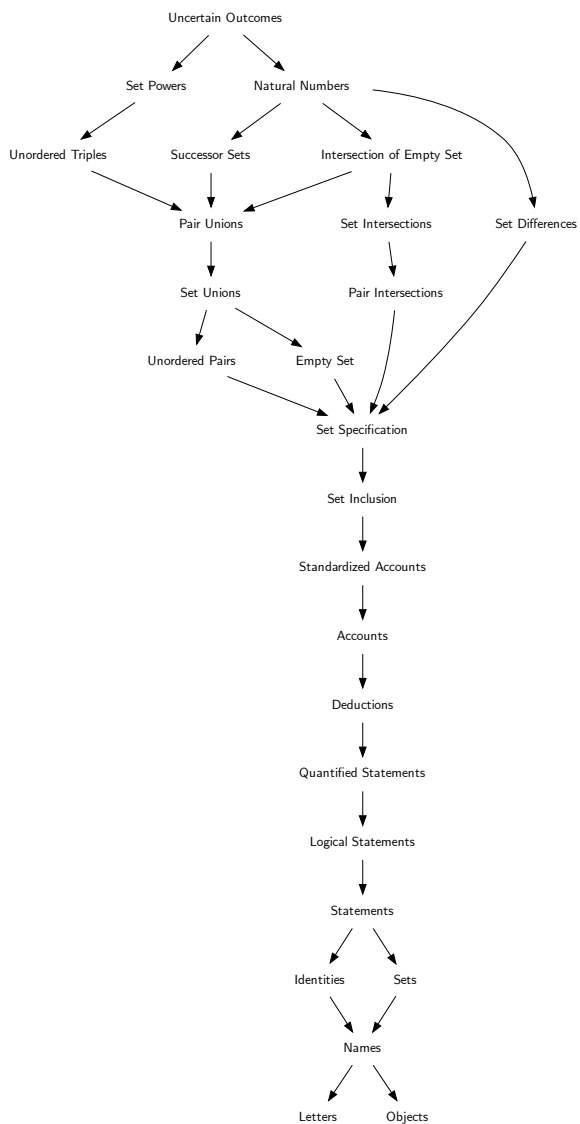 Uncertain Outcomes
Set Powers
Natural Numbers
Unordered Triples
Successor Sets
Intersection of Empty Set
Pair Unions
Set Intersections
Set Differences
Set Unions
Pair Intersections
Unordered Pairs
Empty Set
Set Specification
Set Inclusion
Standardized Accounts
Accounts
Deductions
Quantified Statements
Logical Statements
Statements
Identities
Sets
Names
Letters
Objects